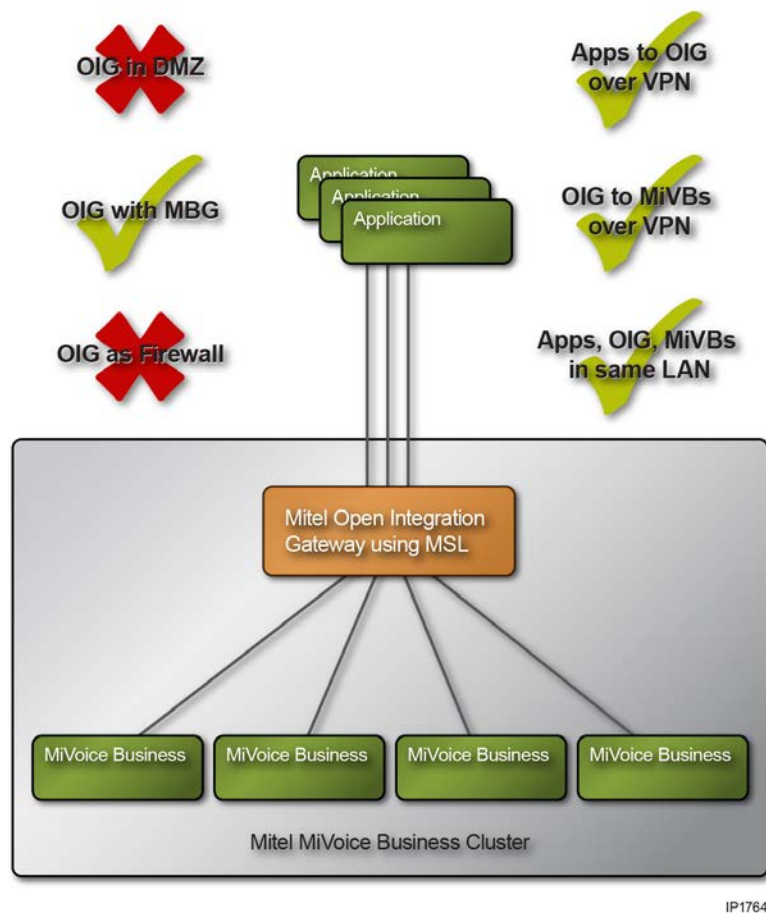 OIG in DMZ
Apps to OIG
over VPN
OIG with MBG
Application
Application
Application
OIG to MiVBs
over VPN
OIG as Firewall
Apps, OIG, MiVBs
in same LAN
Mitel Open Integration
Gateway using MSL
MiVoice Business
MiVoice Business
MiVoice Business
MiVoice Business
Mitel MiVoice Business Cluster
IP1764